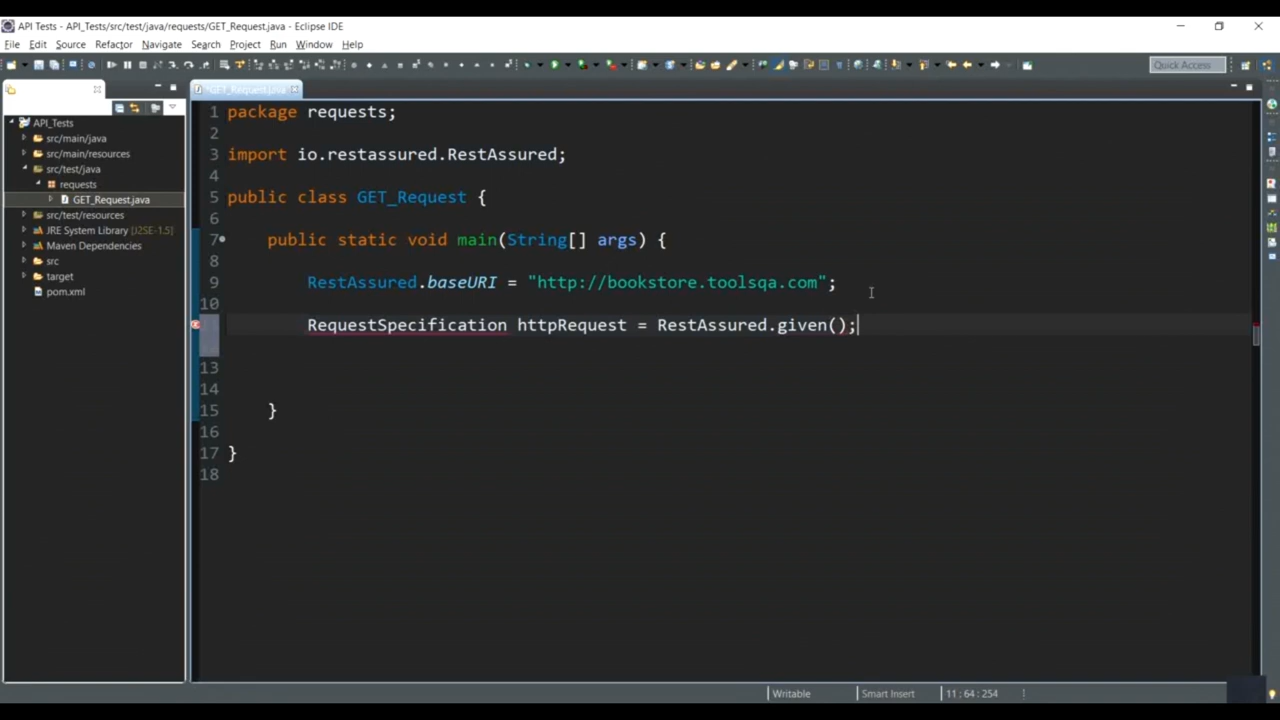 API Tests - API_Tests/src/test/java/requests/GET_Request.java - Eclipse IDE
File Edit Source Refactor Navigate Search Project Run Window Help
Quick Access
*GET_Request.java
API_Tests
src/main/java
src/main/resources
src/test/java
requests
GET_Request.java
src/test/resources
JRE System Library [J2SE-1.5]
Maven Dependencies
src
target
pom.xml
1 package requests;
2
3 import io.restassured.RestAssured;
4
5 public class GET_Request {
6
7 public static void main(String[] args) {
8
9 RestAssured.baseURI = "http://bookstore.toolsqa.com";
10
RequestSpecification httpRequest = RestAssured.given();
13
14
15 }
16
17 }
18
Writable Smart Insert 11 : 64 : 254